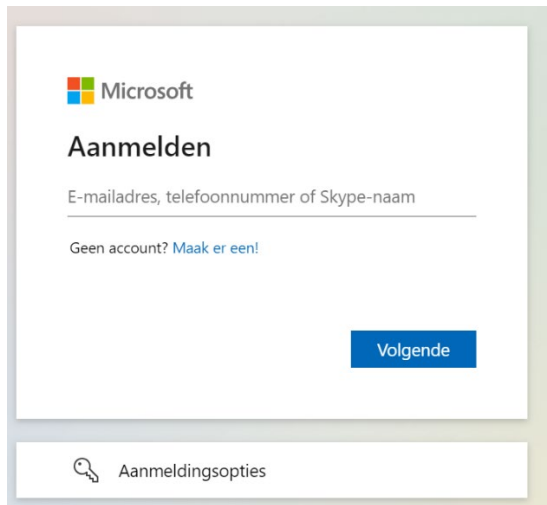 Microsoft
Aanmelden
E-mailadres, telefoonnummer of Skype-naam
Geen account? Maak er een!
Volgende
Aanmeldingsopties